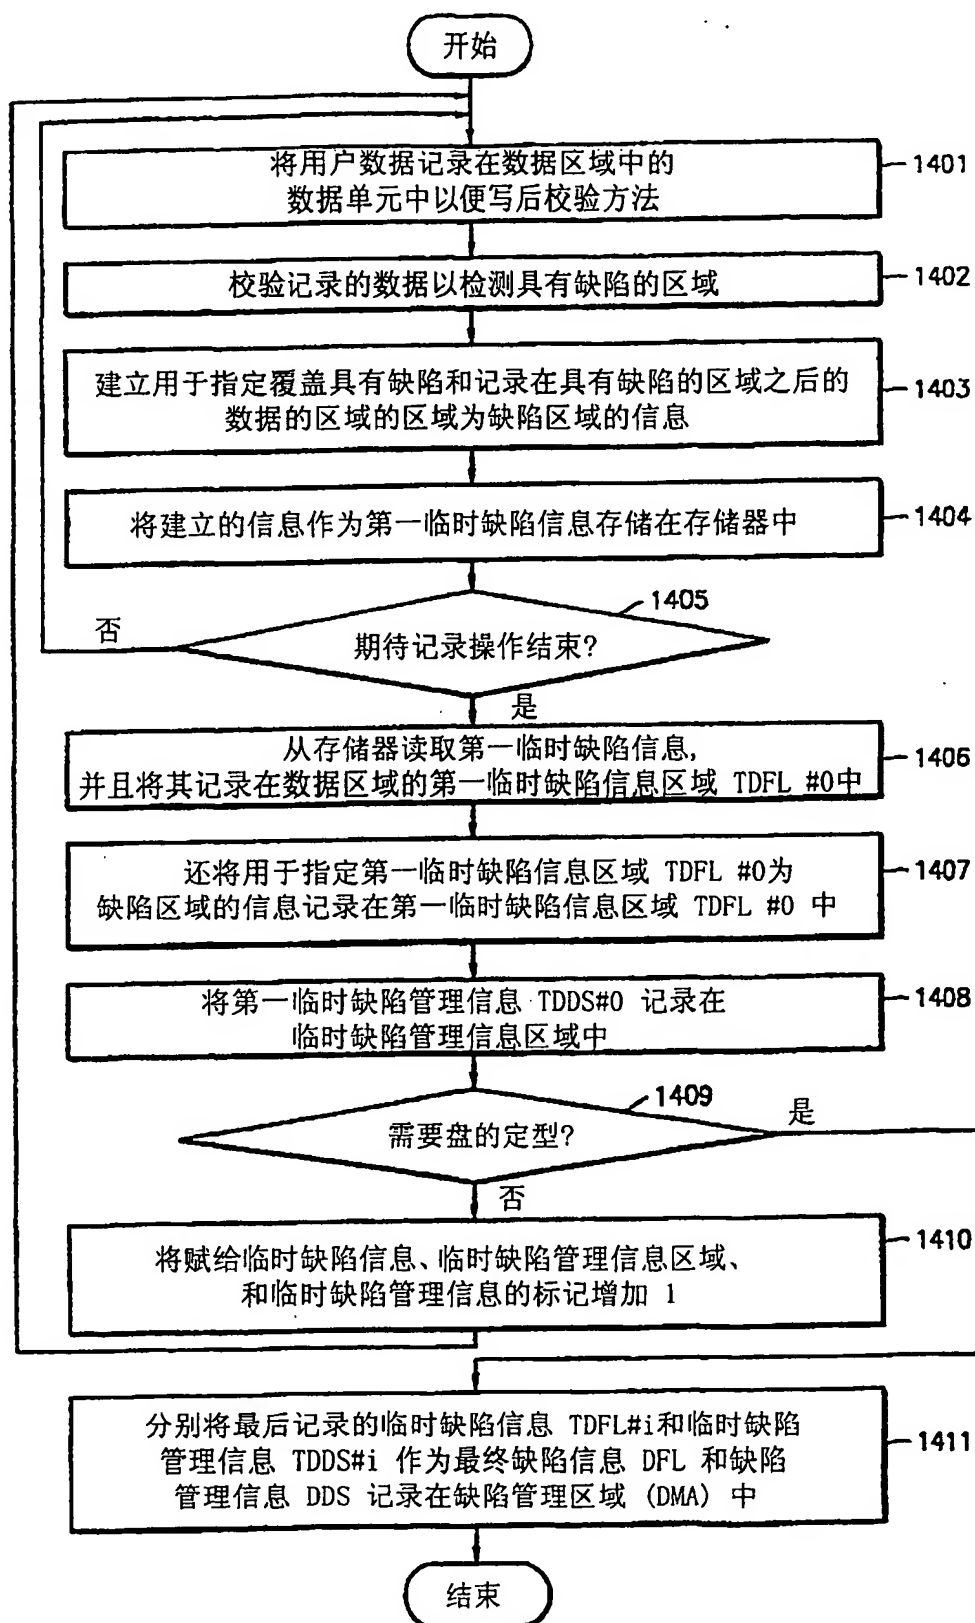 开始
将用户数据记录在数据区域中的
数据单元中以便写后校验方法
1401
校验记录的数据以检测具有缺陷的区域
1402
建立用于指定覆盖具有缺陷和记录在具有缺陷的区域之后的
数据的区域的区域为缺陷区域的信息
1403
将建立的信息作为第一临时缺陷信息存储在存储器中
1404
1405
否
期待记录操作结束?
是
从存储器读取第一临时缺陷信息,
并且将其记录在数据区域的第一临时缺陷信息区域 TDFL #0中
1406
还将用于指定第一临时缺陷信息区域 TDFL #0为
缺陷区域的信息记录在第一临时缺陷信息区域 TDFL #0 中
1407
将第一临时缺陷管理信息 TDDS#0 记录在
临时缺陷管理信息区域中
1408
1409
是
需要盘的定型?
否
将赋给临时缺陷信息、临时缺陷管理信息区域、
和临时缺陷管理信息的标记增加 1
1410
分别将最后记录的临时缺陷信息 TDFL#i和临时缺陷
管理信息 TDDS#i 作为最终缺陷信息 DFL 和缺陷
管理信息 DDS 记录在缺陷管理区域 (DMA) 中
1411
结束